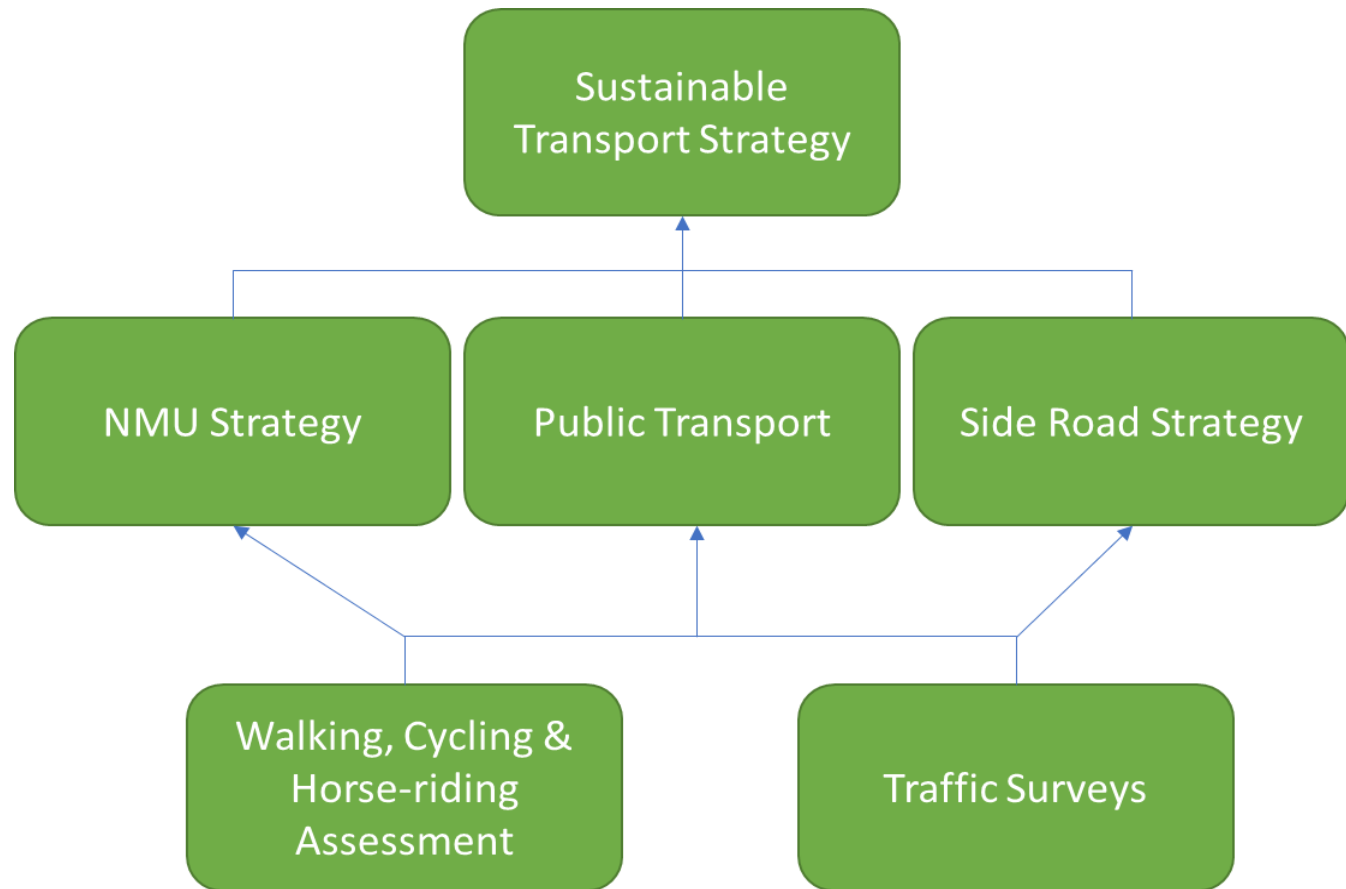 Sustainable
Transport Strategy
NMU Strategy
Public Transport
Side Road Strategy
Walking, Cycling &
Horse-riding
Assessment
Traffic Surveys